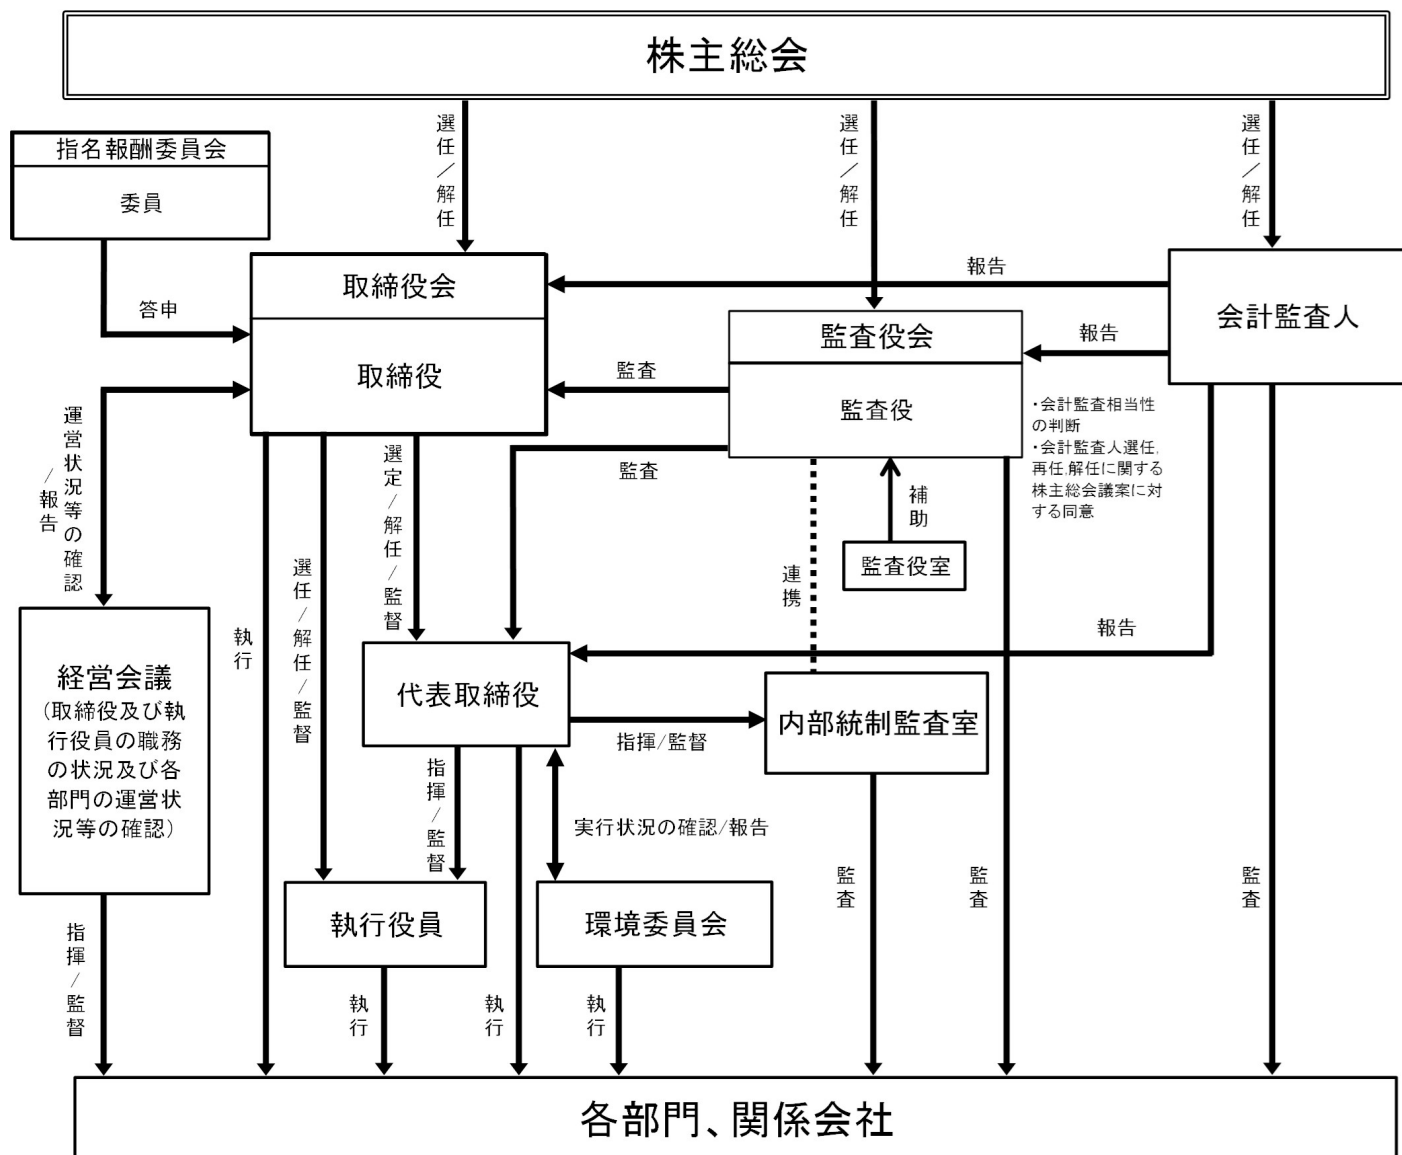 株主総会
選任／解任
選任／解任
選任／解任
指名報酬委員会
委員
答申
取締役会
取締役
報告
会計監査人
監査役会
監査役
報告
監査
監査
・会計監査相当性
の判断
・会計監査人選任,
再任,解任に関する
株主総会議案に対
する同意
運営状況等の確認
/報告
選定/解任/監督
補助
監査役室
連携
選任/解任/監督
執行
報告
経営会議
(取締役及び執
行役員の職務
の状況及び各
部門の運営状
況等の確認)
代表取締役
指揮/監督
内部統制監査室
指揮/監督
実行状況の確認/報告
監査
監査
監査
執行役員
環境委員会
指揮/監督
執行
執行
執行
各部門、関係会社